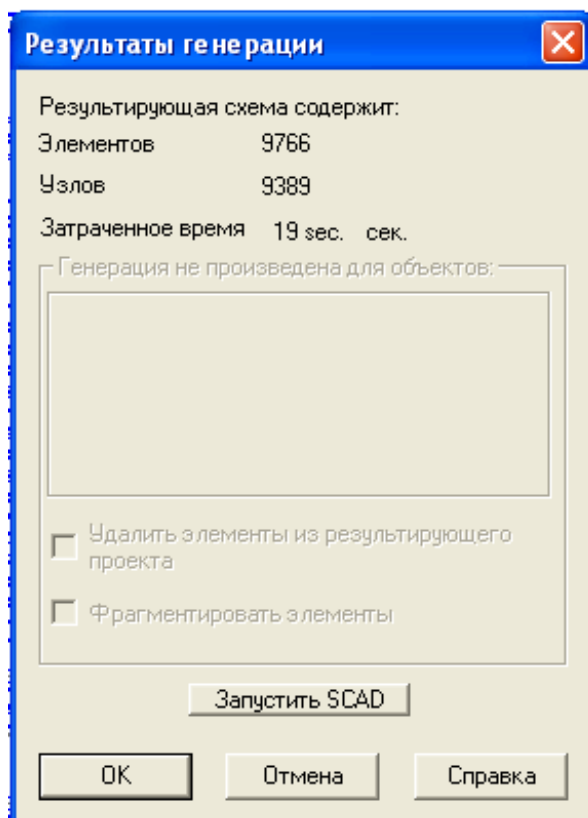 Результаты генерации
Результирующая схема содержит:
Элементов 9766
Узлов 9389
Затраченное время 19 sec. сек.
Генерация не произведена для объектов:
Удалить элементы из результирующего
проекта
Фрагментировать элементы
Запустить SCAD
OK Отмена Справка